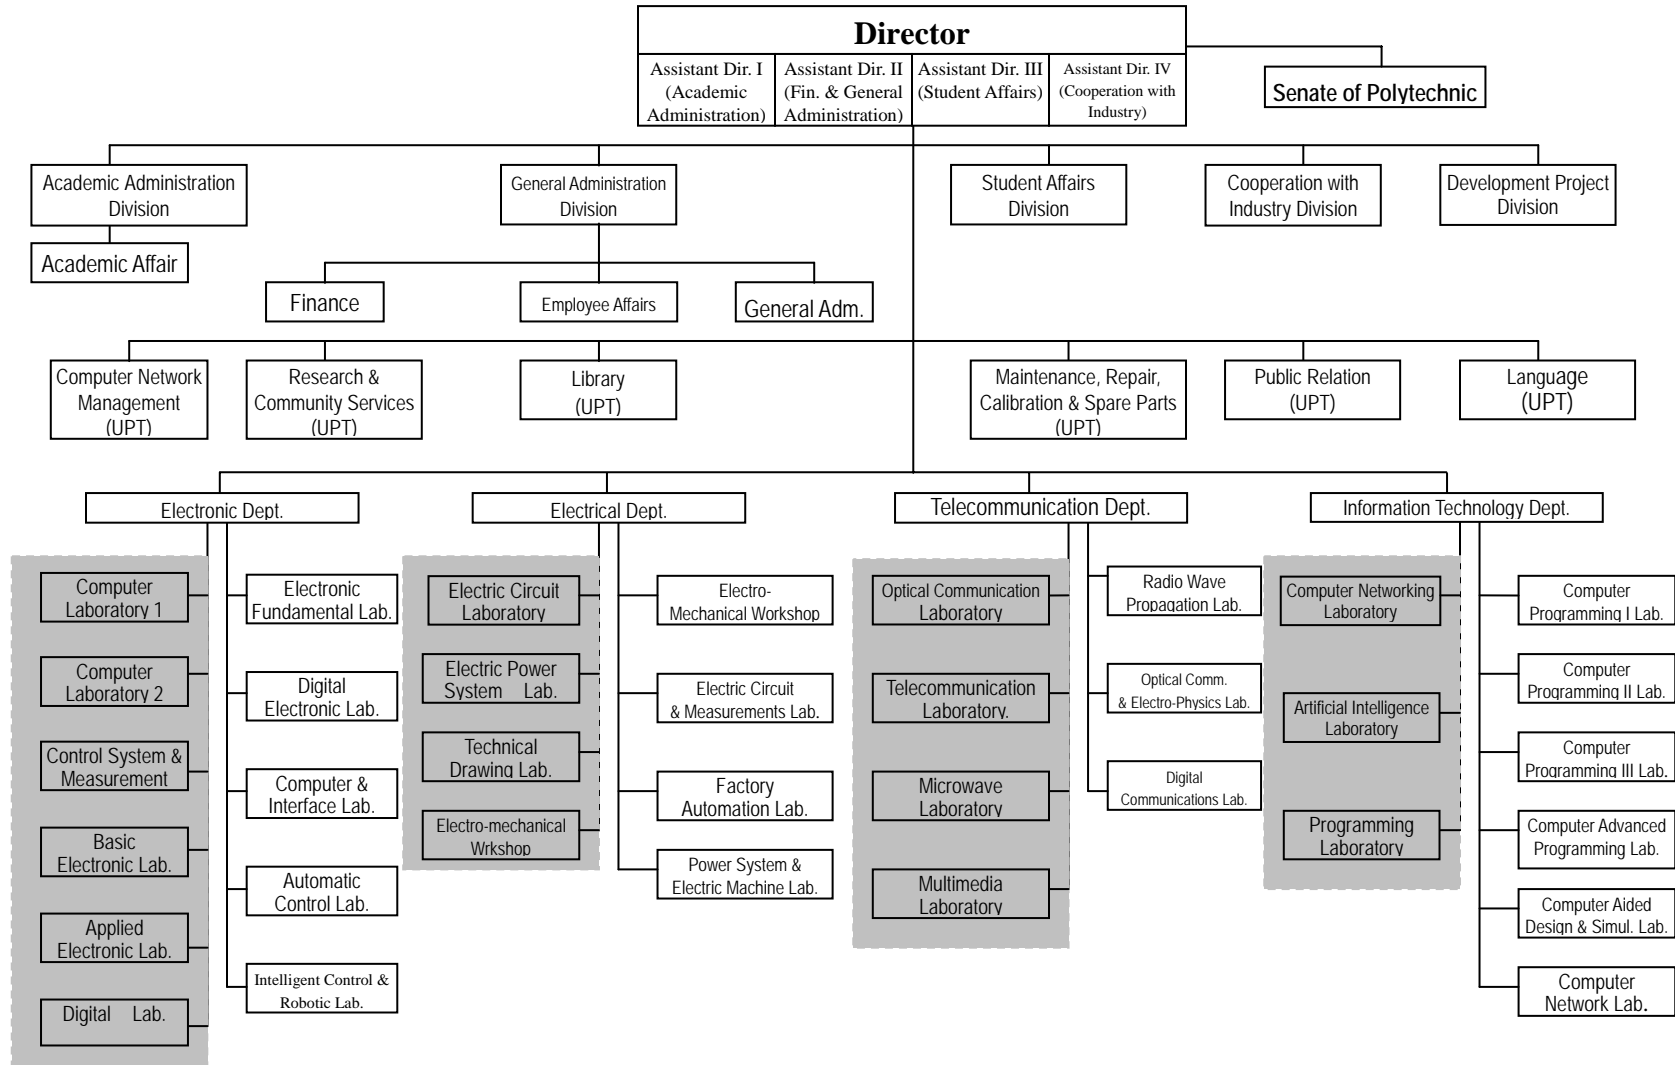 Director
Assistant Dir. I
(Academic
Administration)
Assistant Dir. II
(Fin. & General
Administration)
Assistant Dir. III
(Student Affairs)
Assistant Dir. IV
(Cooperation with
Industry)
Senate of Polytechnic
Academic Administration
Division
General Administration
Division
Student Affairs
Division
Cooperation with
Industry Division
Development Project
Division
Academic Affair
Finance
Employee Affairs
General Adm.
Computer Network
Management
(UPT)
Research &
Community Services
(UPT)
Library
(UPT)
Maintenance, Repair,
Calibration & Spare Parts
(UPT)
Public Relation
(UPT)
Language
(UPT)
Electronic Dept.
Electrical Dept.
Telecommunication Dept.
Information Technology Dept.
Computer
Laboratory 1
Computer
Laboratory 2
Control System &
Measurement
Basic
Electronic Lab.
Applied
Electronic Lab.
Digital Lab.
Electronic
Fundamental Lab.
Digital
Electronic Lab.
Computer &
Interface Lab.
Automatic
Control Lab.
Intelligent Control &
Robotic Lab.
Electric Circuit
Laboratory
Electric Power
System Lab.
Technical
Drawing Lab.
Electro-mechanical
Wrkshop
Electro-
Mechanical Workshop
Electric Circuit
& Measurements Lab.
Factory
Automation Lab.
Power System &
Electric Machine Lab.
Optical Communication
Laboratory
Telecommunication
Laboratory.
Microwave
Laboratory
Multimedia
Laboratory
Radio Wave
Propagation Lab.
Optical Comm.
& Electro-Physics Lab.
Digital
Communications Lab.
Computer Networking
Laboratory
Artificial Intelligence
Laboratory
Programming
Laboratory
Computer
Programming I Lab.
Computer
Programming II Lab.
Computer
Programming III Lab.
Computer Advanced
Programming Lab.
Computer Aided
Design & Simul. Lab.
Computer
Network Lab.